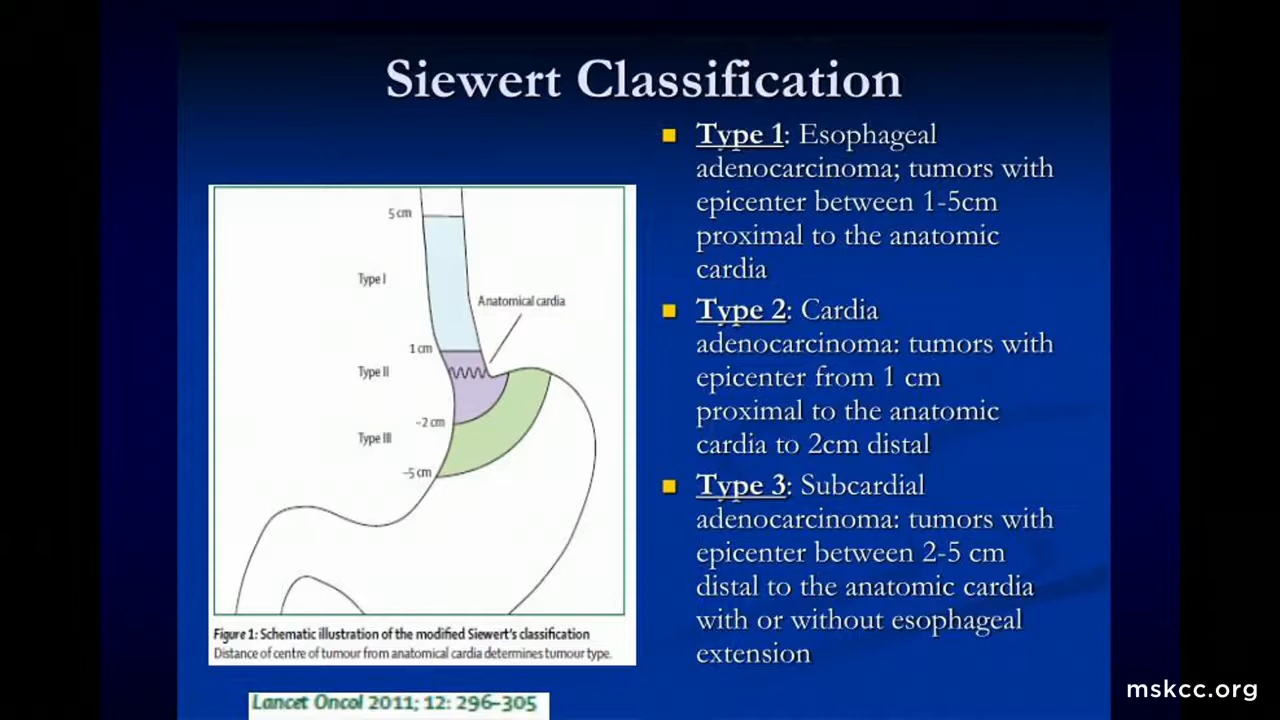 Siewert Classification
Type 1: Esophageal
adenocarcinoma; tumors with
epicenter between 1-5cm
proximal to the anatomic
cardia
Type 2: Cardia
adenocarcinoma: tumors with
epicenter from 1 cm
proximal to the anatomic
cardia to 2cm distal
Type 3: Subcardial
adenocarcinoma: tumors with
epicenter between 2-5 cm
distal to the anatomic cardia
with or without esophageal
extension
5 cm
Type I
Anatomical cardia
1 cm
Type II
-2 cm
Type III
-5 cm
Figure 1: Schematic illustration of the modified Siewert's classification
Distance of centre of tumour from anatomical cardia determines tumour type.
Lancet Oncol 2011; 12: 296–305
mskcc.org